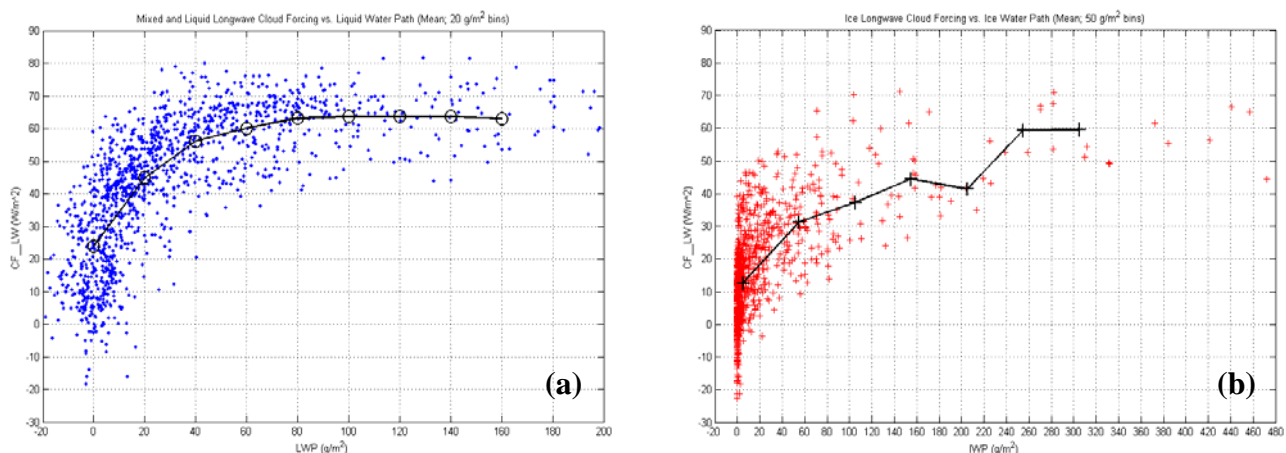 Mixed and Liquid Longwave Cloud Forcing vs. Liquid Water Path (Mean; 20 g/m² bins)
90
80
70
60
50
40
30
20
10
0
-10
-20
-30
CF__LW (W/m^2)
-20 0 20 40 60 80 100 120 140 160 180 200
LWP (g/m²)
(a)
Ice Longwave Cloud Forcing vs. Ice Water Path (Mean; 50 g/m² bins)
90
80
70
60
50
40
30
20
10
0
-10
-20
-30
CF__LW (W/m^2)
-20 0 20 40 60 80 100 120 140 160 180 200 220 240 260 280 300 320 340 360 380 400 420 440 460 480
IWP (g/m²)
(b)